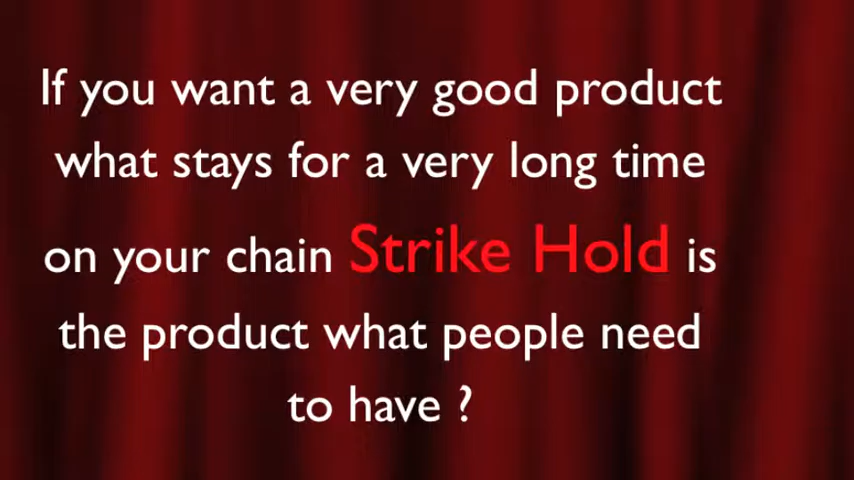 If you want a very good product
what stays for a very long time
on your chain Strike Hold is
the product what people need
to have ?